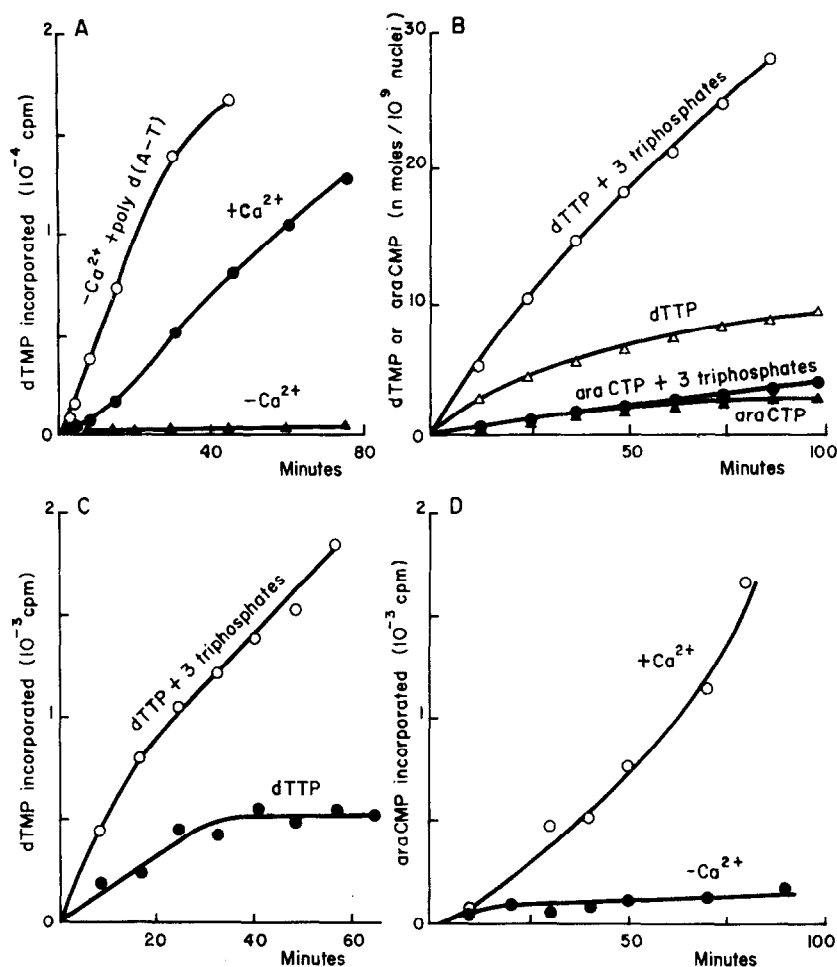 A
dTMP incorporated (10⁻⁴ cpm)
2
1
0
-Ca²⁺ +poly d(A-T)
+Ca²⁺
-Ca²⁺
40
80
Minutes
B
dTMP or araCMP (n moles / 10⁹ nuclei)
30
20
10
0
dTTP + 3 triphosphates
dTTP
ara CTP + 3 triphosphates
araCTP
50
100
Minutes
C
dTMP incorporated (10⁻³ cpm)
2
1
0
dTTP + 3 triphosphates
dTTP
20
40
60
Minutes
D
araCMP incorporated (10⁻³ cpm)
2
1
0
+Ca²⁺
-Ca²⁺
50
100
Minutes